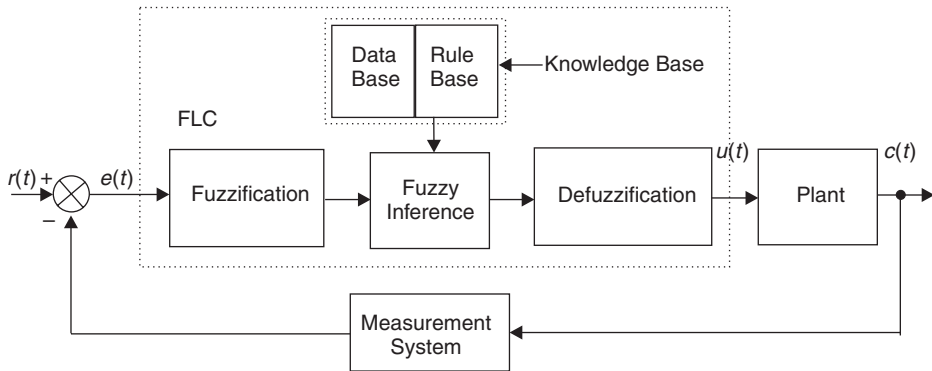 Data
Base
Rule
Base
Knowledge Base
FLC
r(t) +
−
e(t)
Fuzzification
Fuzzy
Inference
Defuzzification
u(t)
Plant
c(t)
Measurement
System